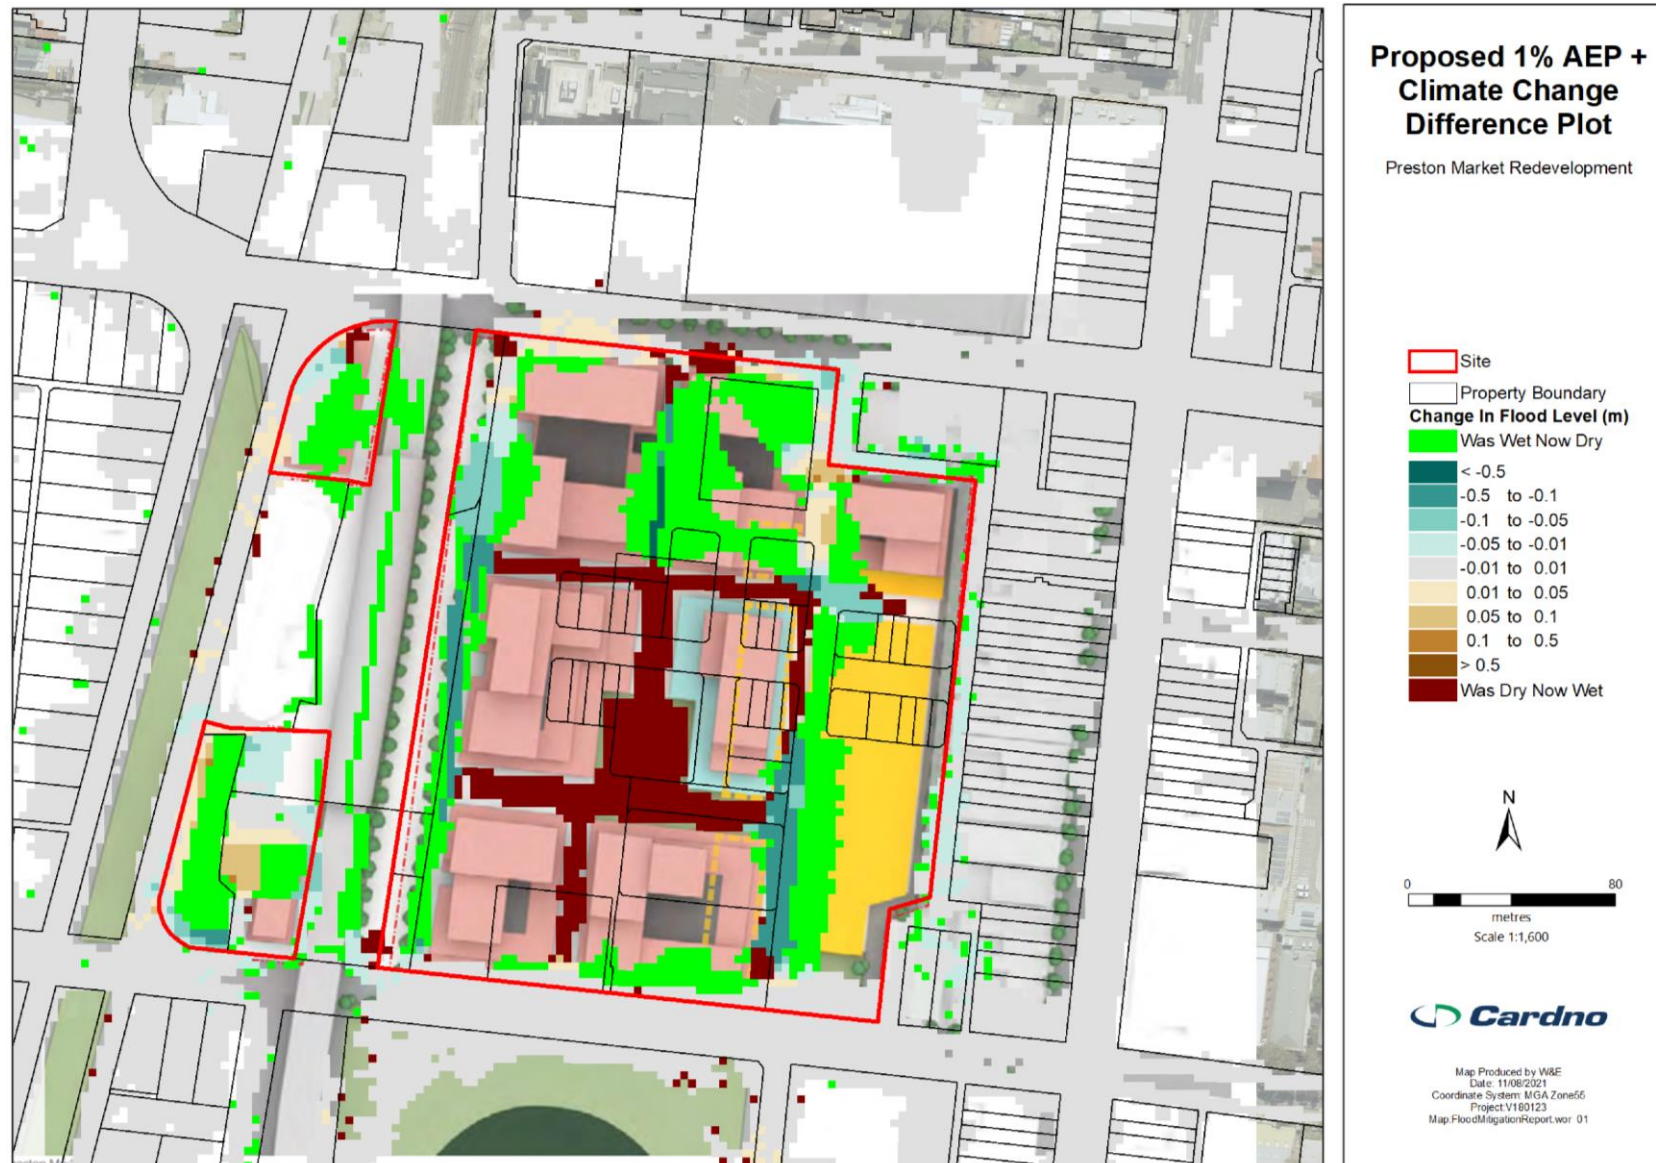 Proposed 1% AEP +
Climate Change
Difference Plot
Preston Market Redevelopment
Site
Property Boundary
Change In Flood Level (m)
Was Wet Now Dry
< -0.5
-0.5 to -0.1
-0.1 to -0.05
-0.05 to -0.01
-0.01 to 0.01
0.01 to 0.05
0.05 to 0.1
0.1 to 0.5
> 0.5
Was Dry Now Wet
N
0 80
metres
Scale 1:1,600
Cardno
Map Produced by W&E
Date: 11/08/2021
Coordinate System: MGA Zone55
Project:V180123
Map:FloodMitigationReport.wor 01